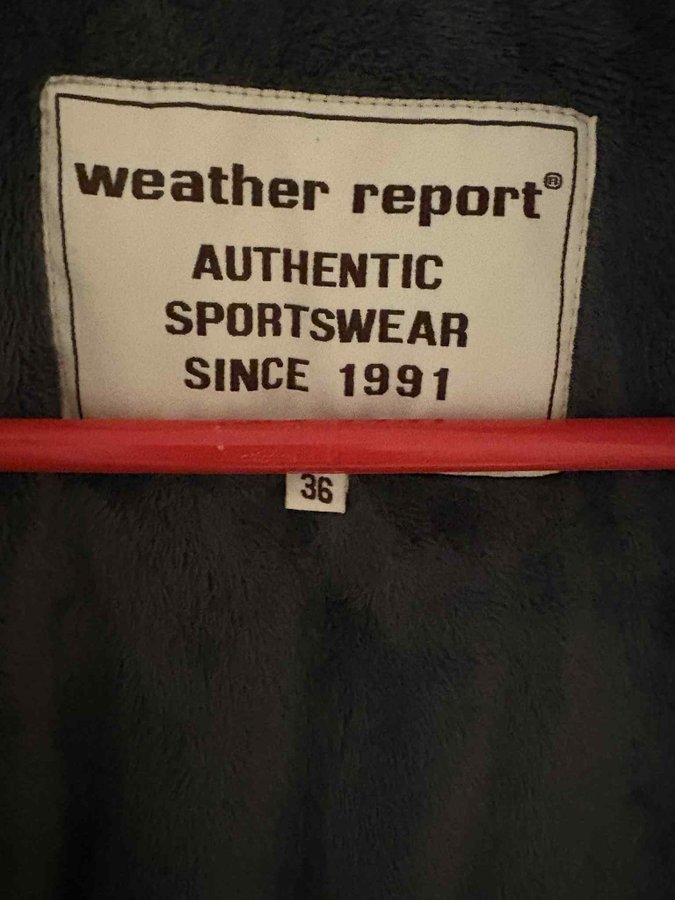 weather report®
AUTHENTIC
SPORTSWEAR
SINCE 1991
36